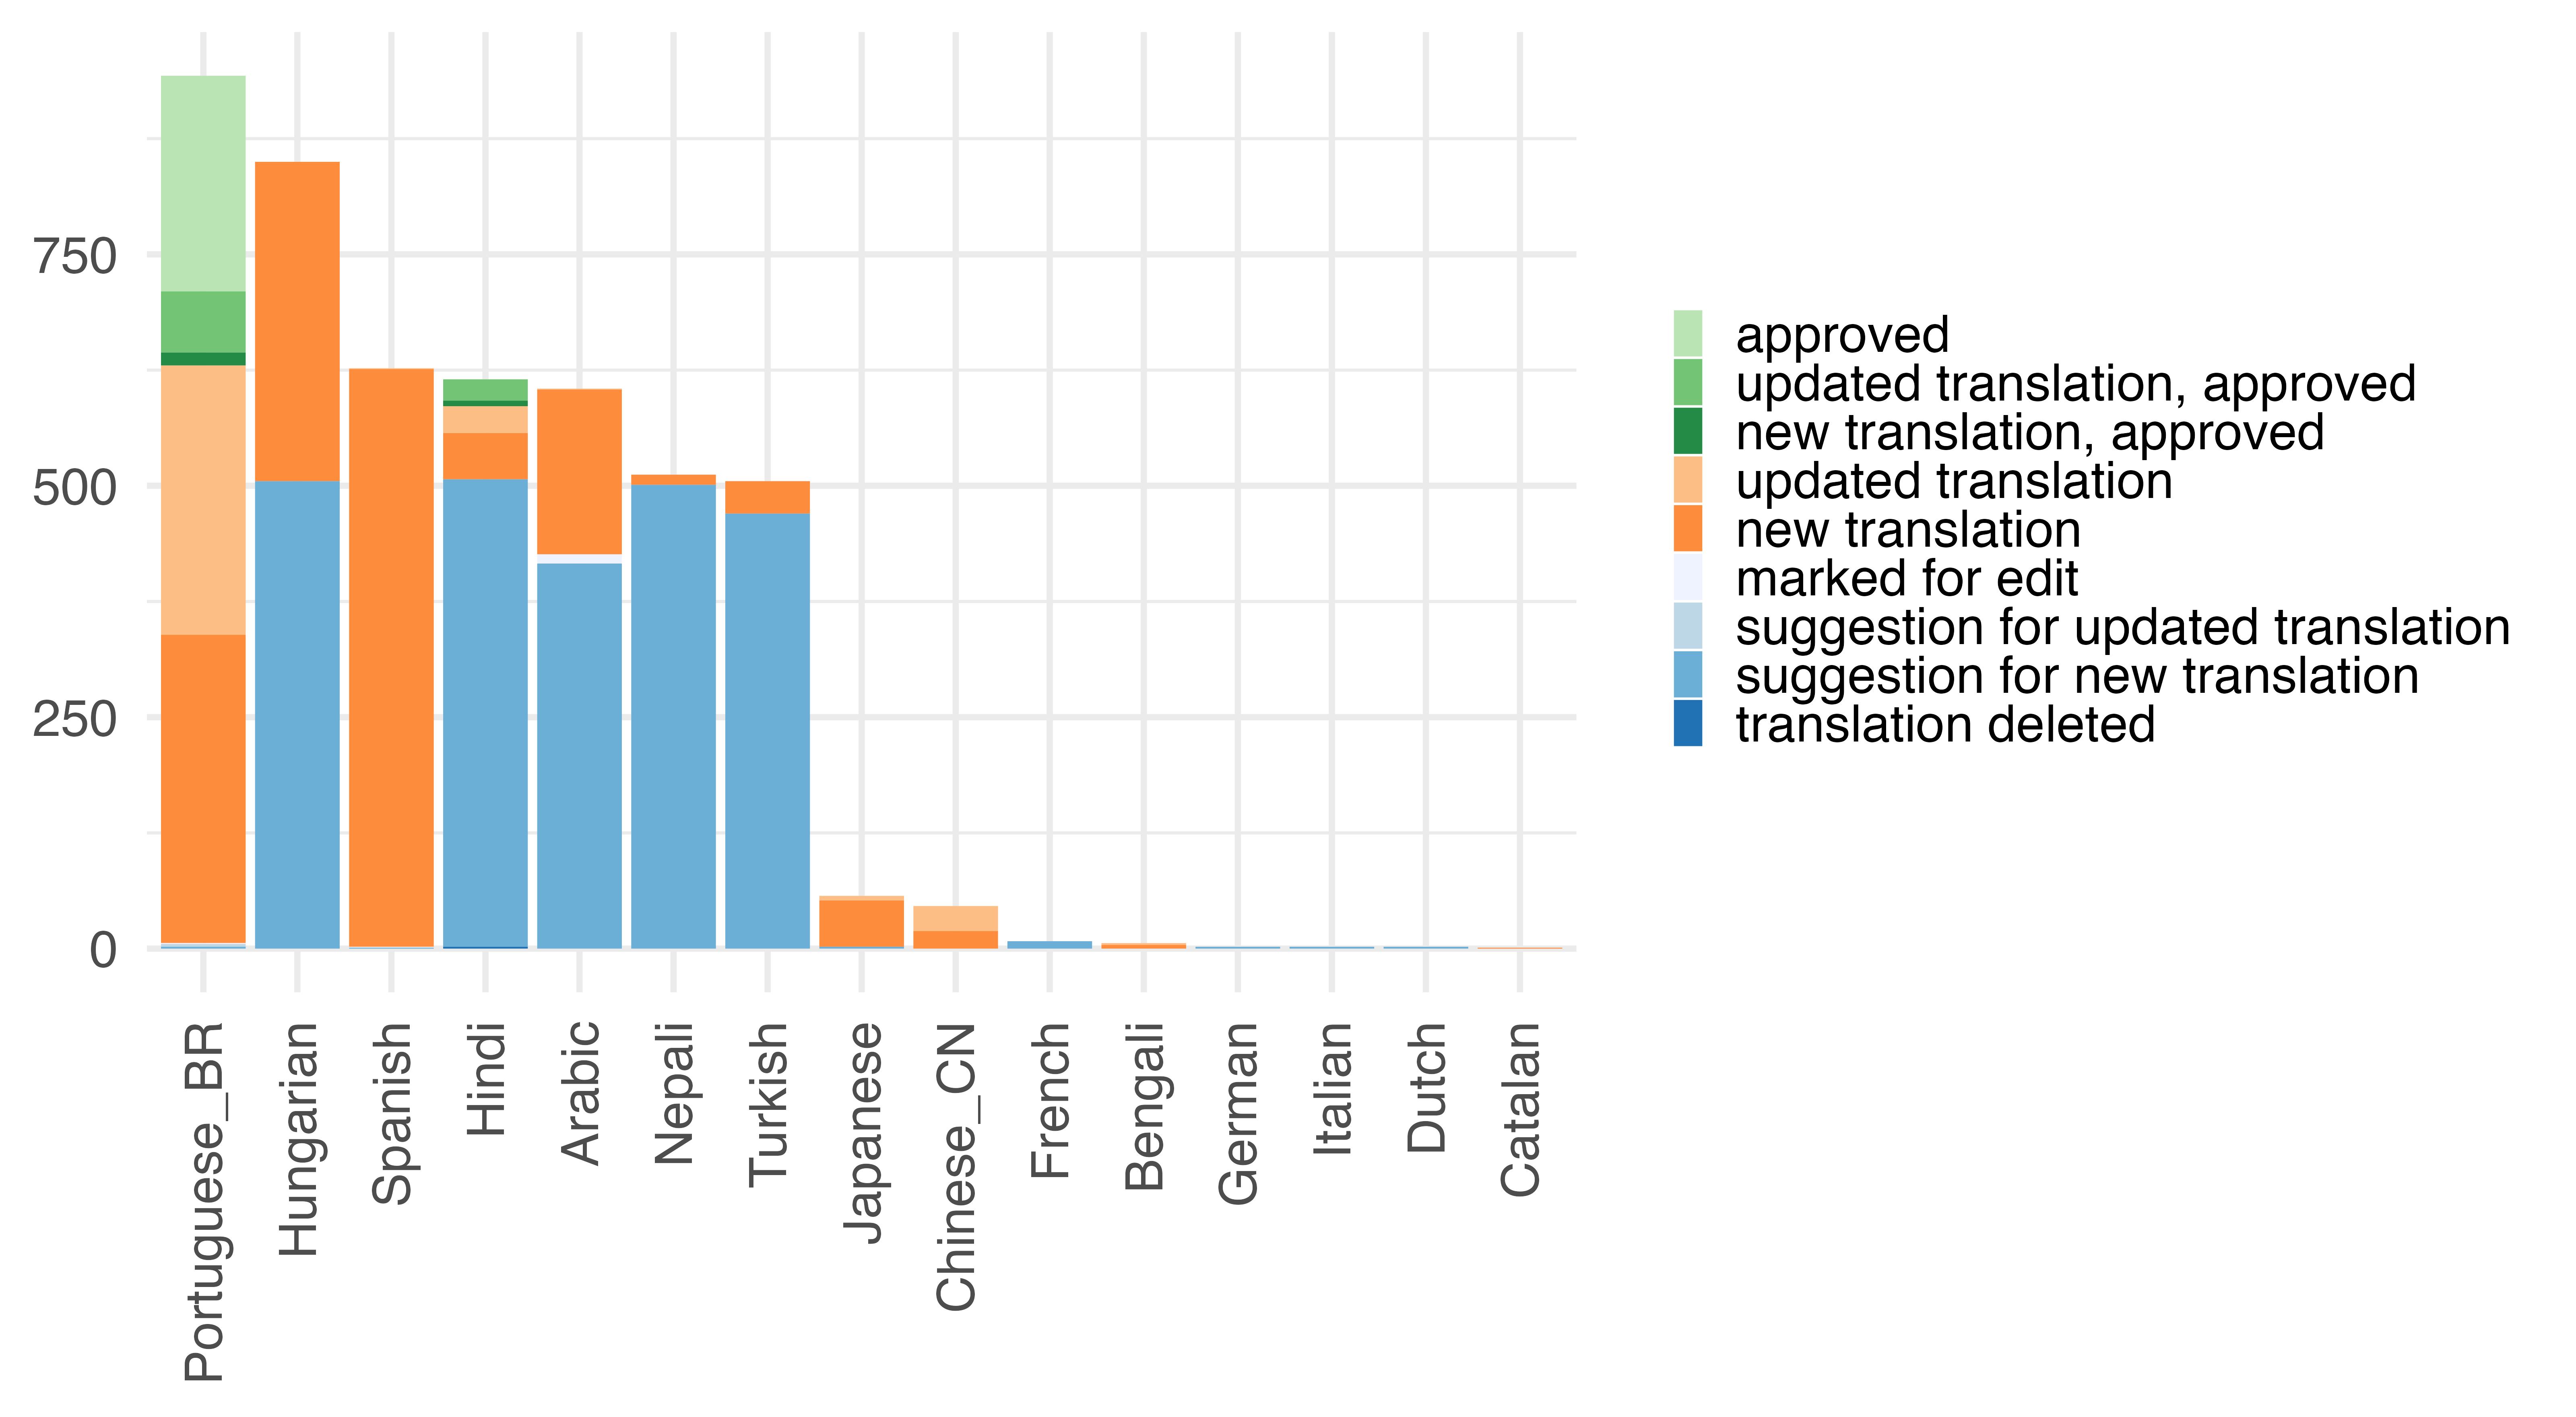 750
500
250
0
Portuguese_BR
Hungarian
Spanish
Hindi
Arabic
Nepali
Turkish
Japanese
Chinese_CN
French
Bengali
German
Italian
Dutch
Catalan
approved
updated translation, approved
new translation, approved
updated translation
new translation
marked for edit
suggestion for updated translation
suggestion for new translation
translation deleted